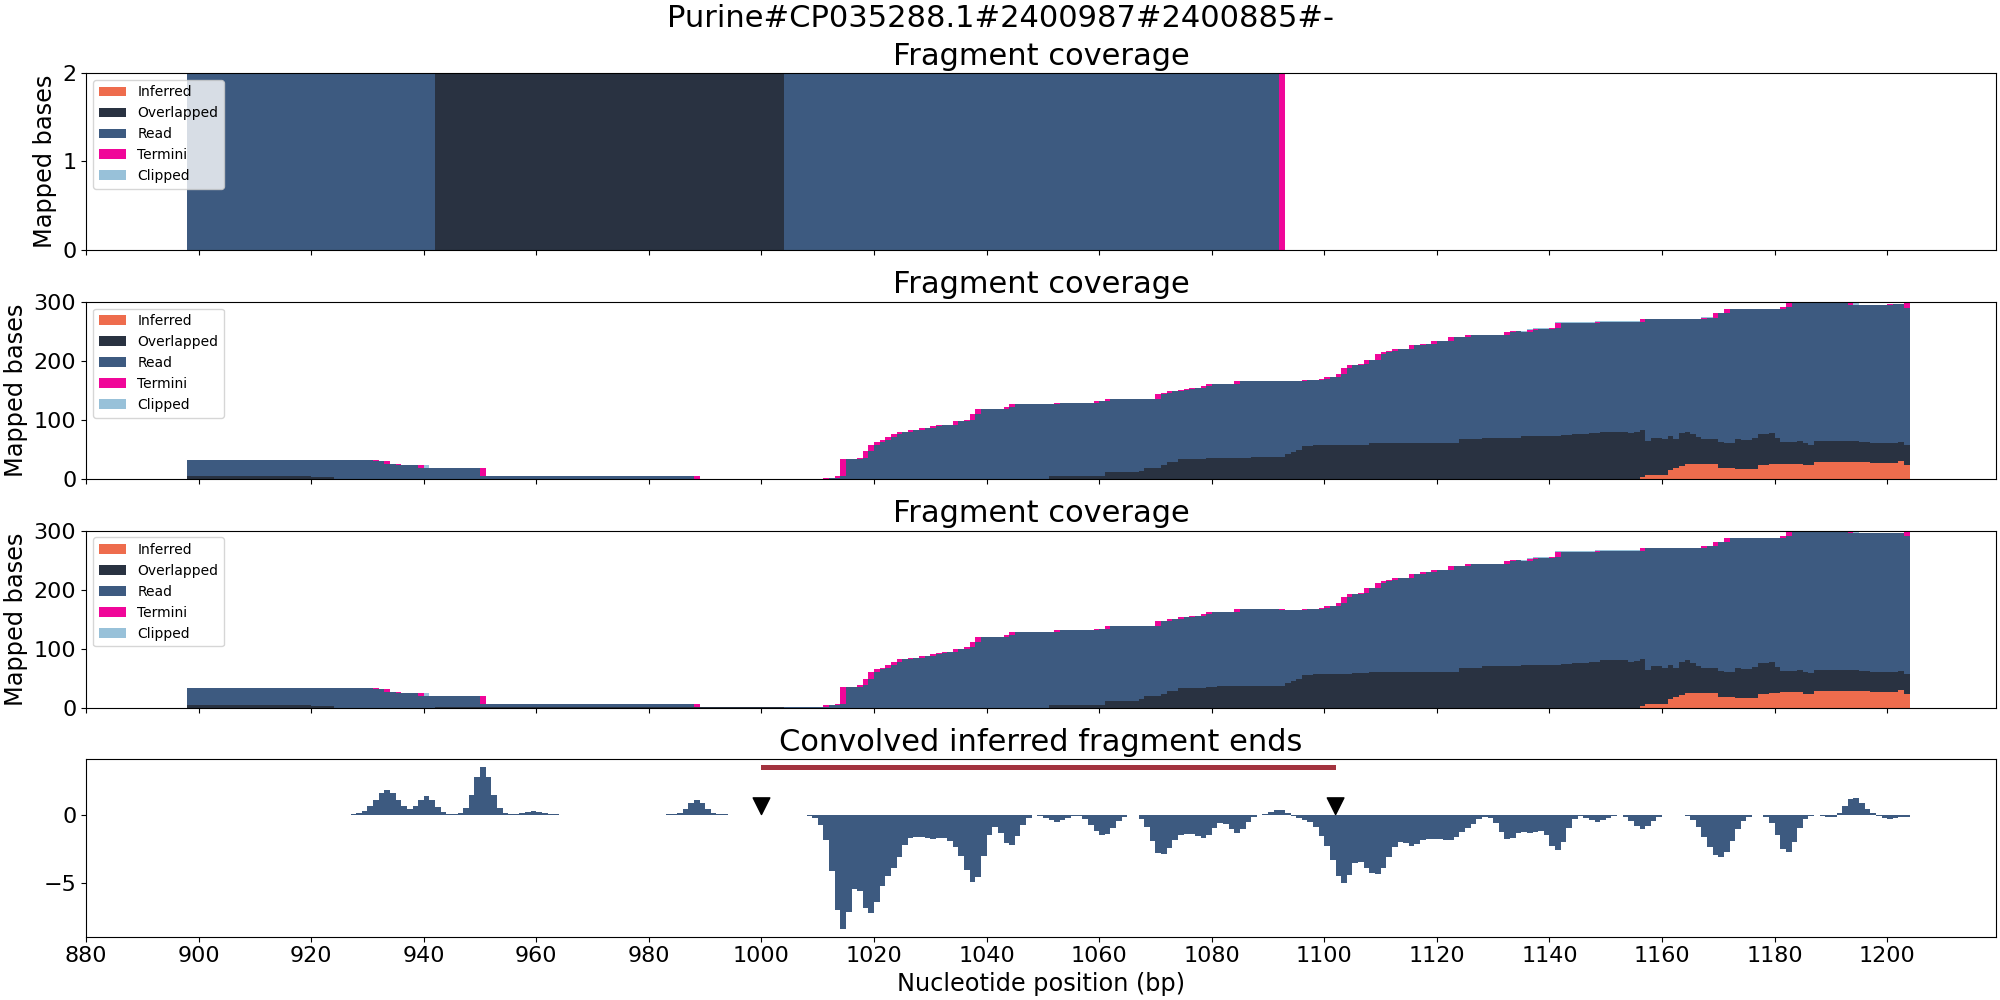 Purine#CP035288.1#2400987#2400885#-
Fragment coverage
Mapped bases
2
1
0
Inferred
Overlapped
Read
Termini
Clipped
Fragment coverage
Mapped bases
300
200
100
0
Inferred
Overlapped
Read
Termini
Clipped
Fragment coverage
Mapped bases
300
200
100
0
Inferred
Overlapped
Read
Termini
Clipped
Convolved inferred fragment ends
0
−5
880 900 920 940 960 980 1000 1020 1040 1060 1080 1100 1120 1140 1160 1180 1200
Nucleotide position (bp)